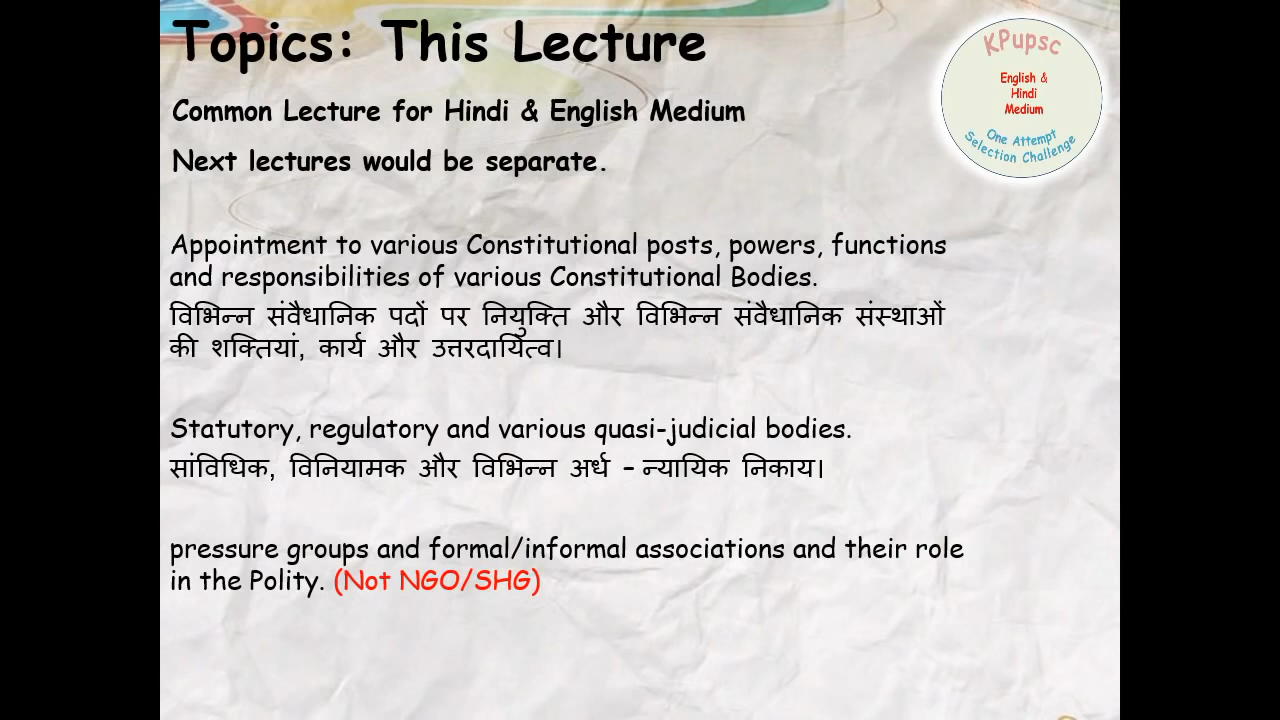 Topics: This Lecture
Common Lecture for Hindi & English Medium
Next lectures would be separate.
KPupsc
English &
Hindi
Medium
One Attempt
Selection Challenge
Appointment to various Constitutional posts, powers, functions
and responsibilities of various Constitutional Bodies.
विभिन्न संवैधानिक पदों पर नियुक्ति और विभिन्न संवैधानिक संस्थाओं
की शक्तियां, कार्य और उत्तरदायित्व।
Statutory, regulatory and various quasi-judicial bodies.
सांविधिक, विनियामक और विभिन्न अर्ध – न्यायिक निकाय।
pressure groups and formal/informal associations and their role
in the Polity. (Not NGO/SHG)